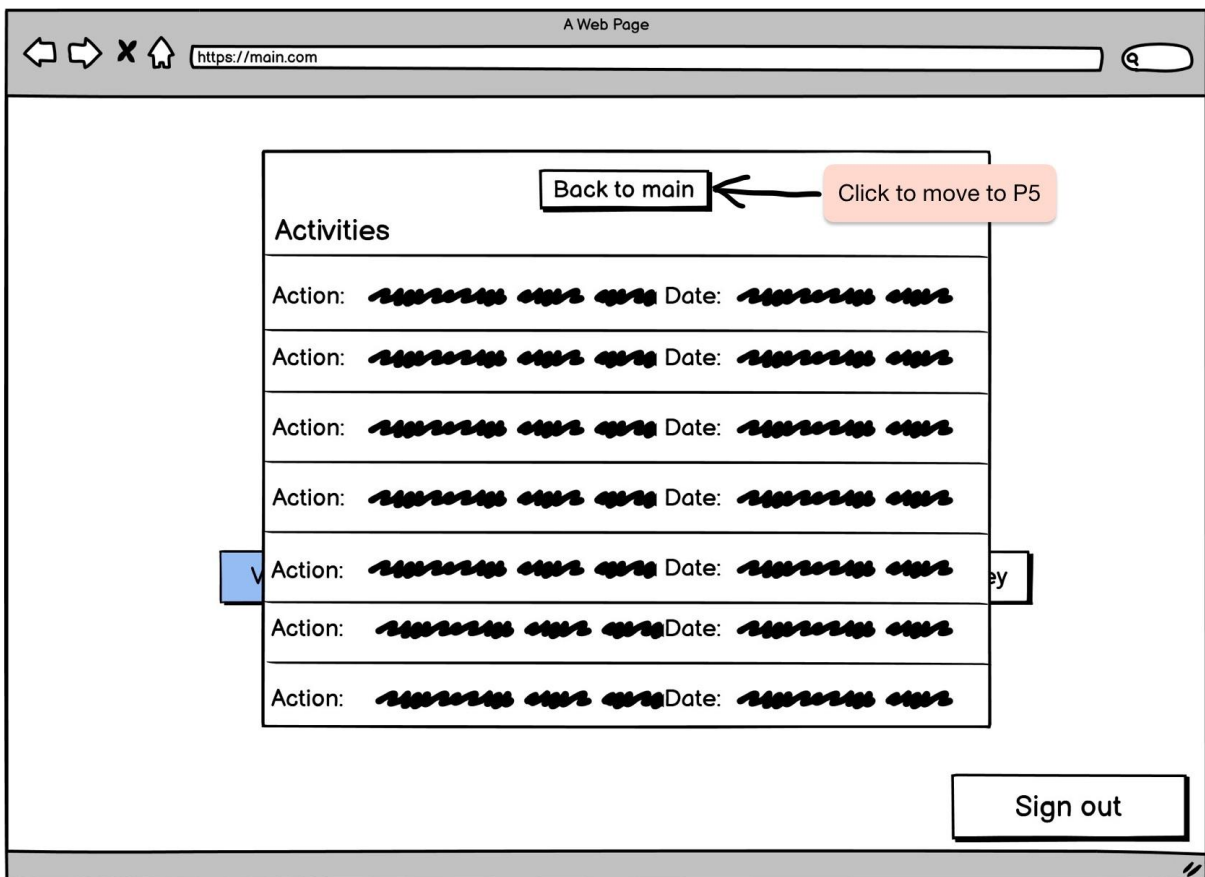 A Web Page
https://main.com
Back to main
Click to move to P5
Activities
Action: Date:
Action: Date:
Action: Date:
Action: Date:
V Action: Date: ey
Action: Date:
Action: Date:
Sign out